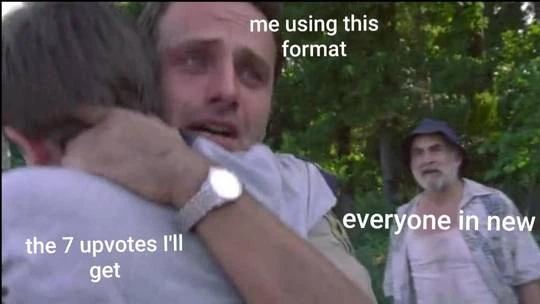 me using this
format
everyone in new
the 7 upvotes I'll
get